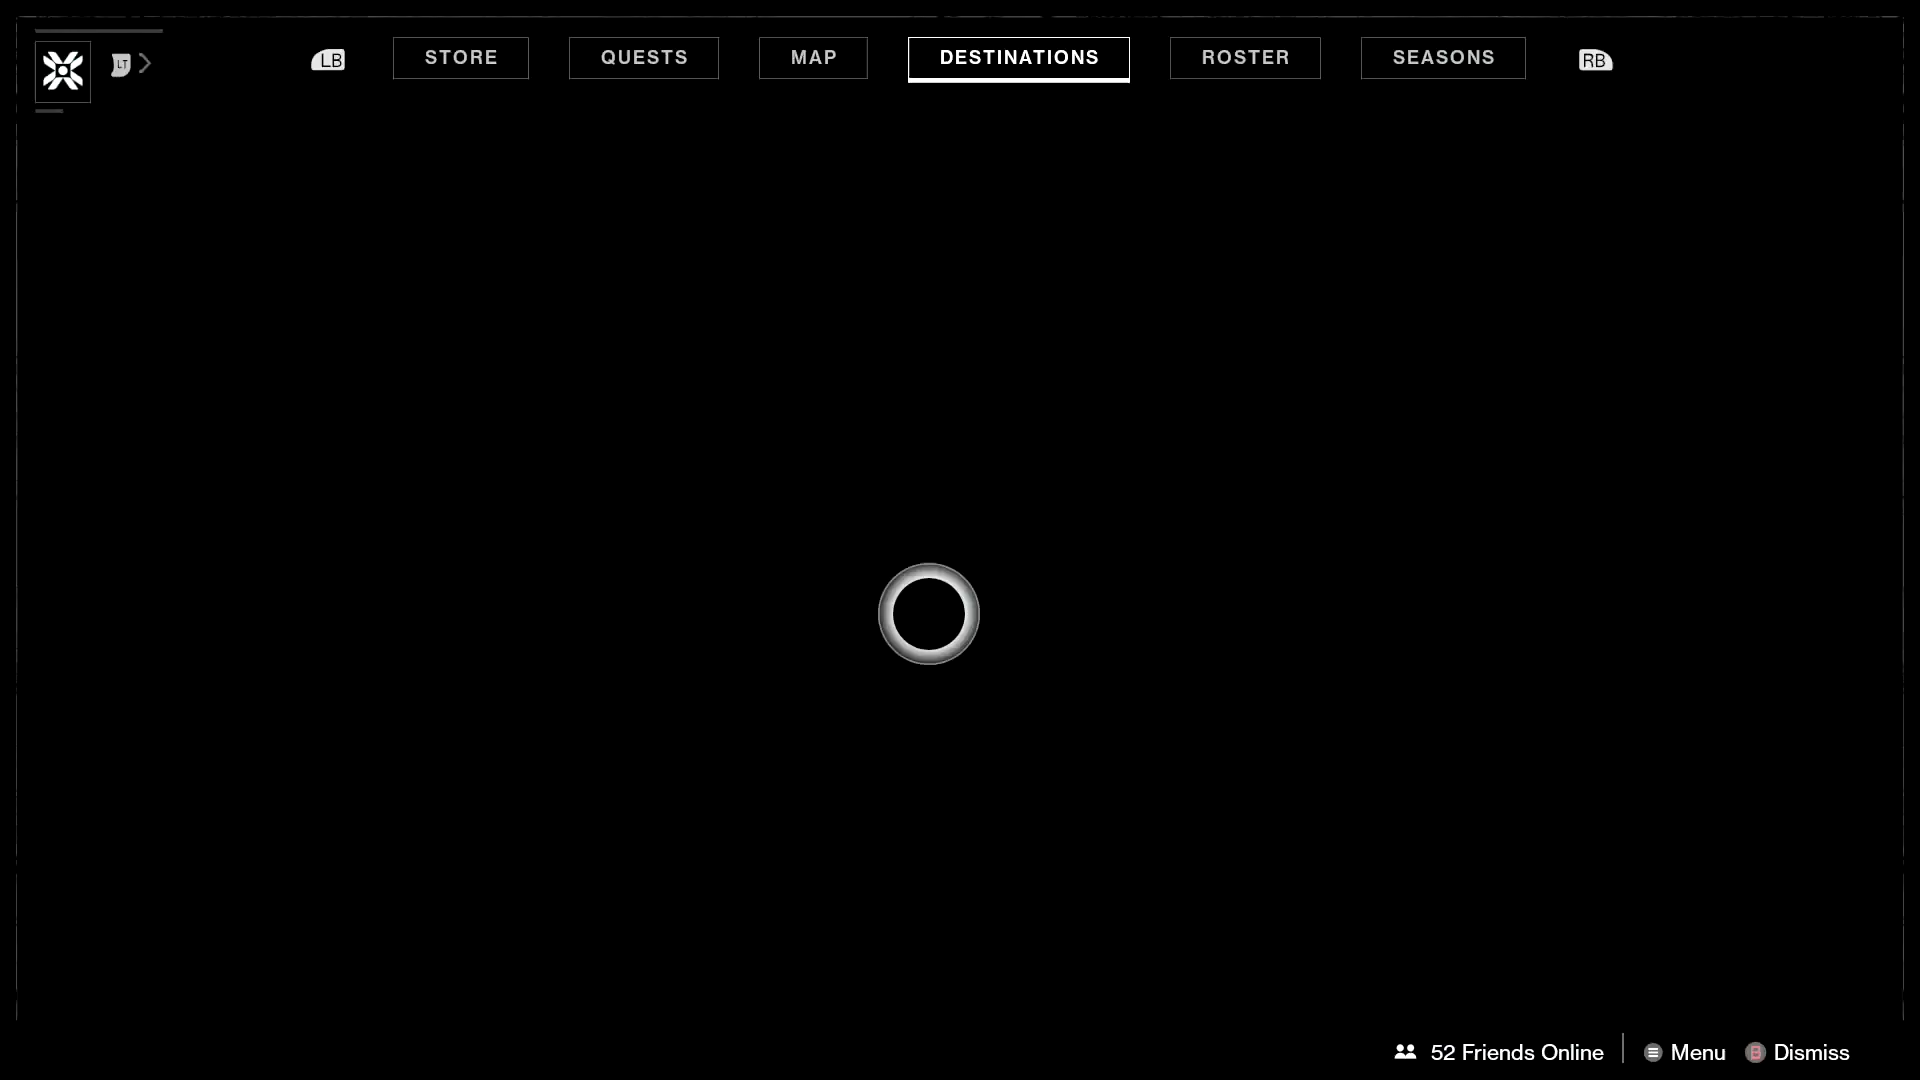 LT
LB
STORE
QUESTS
MAP
DESTINATIONS
ROSTER
SEASONS
RB
52 Friends Online
Menu
B Dismiss